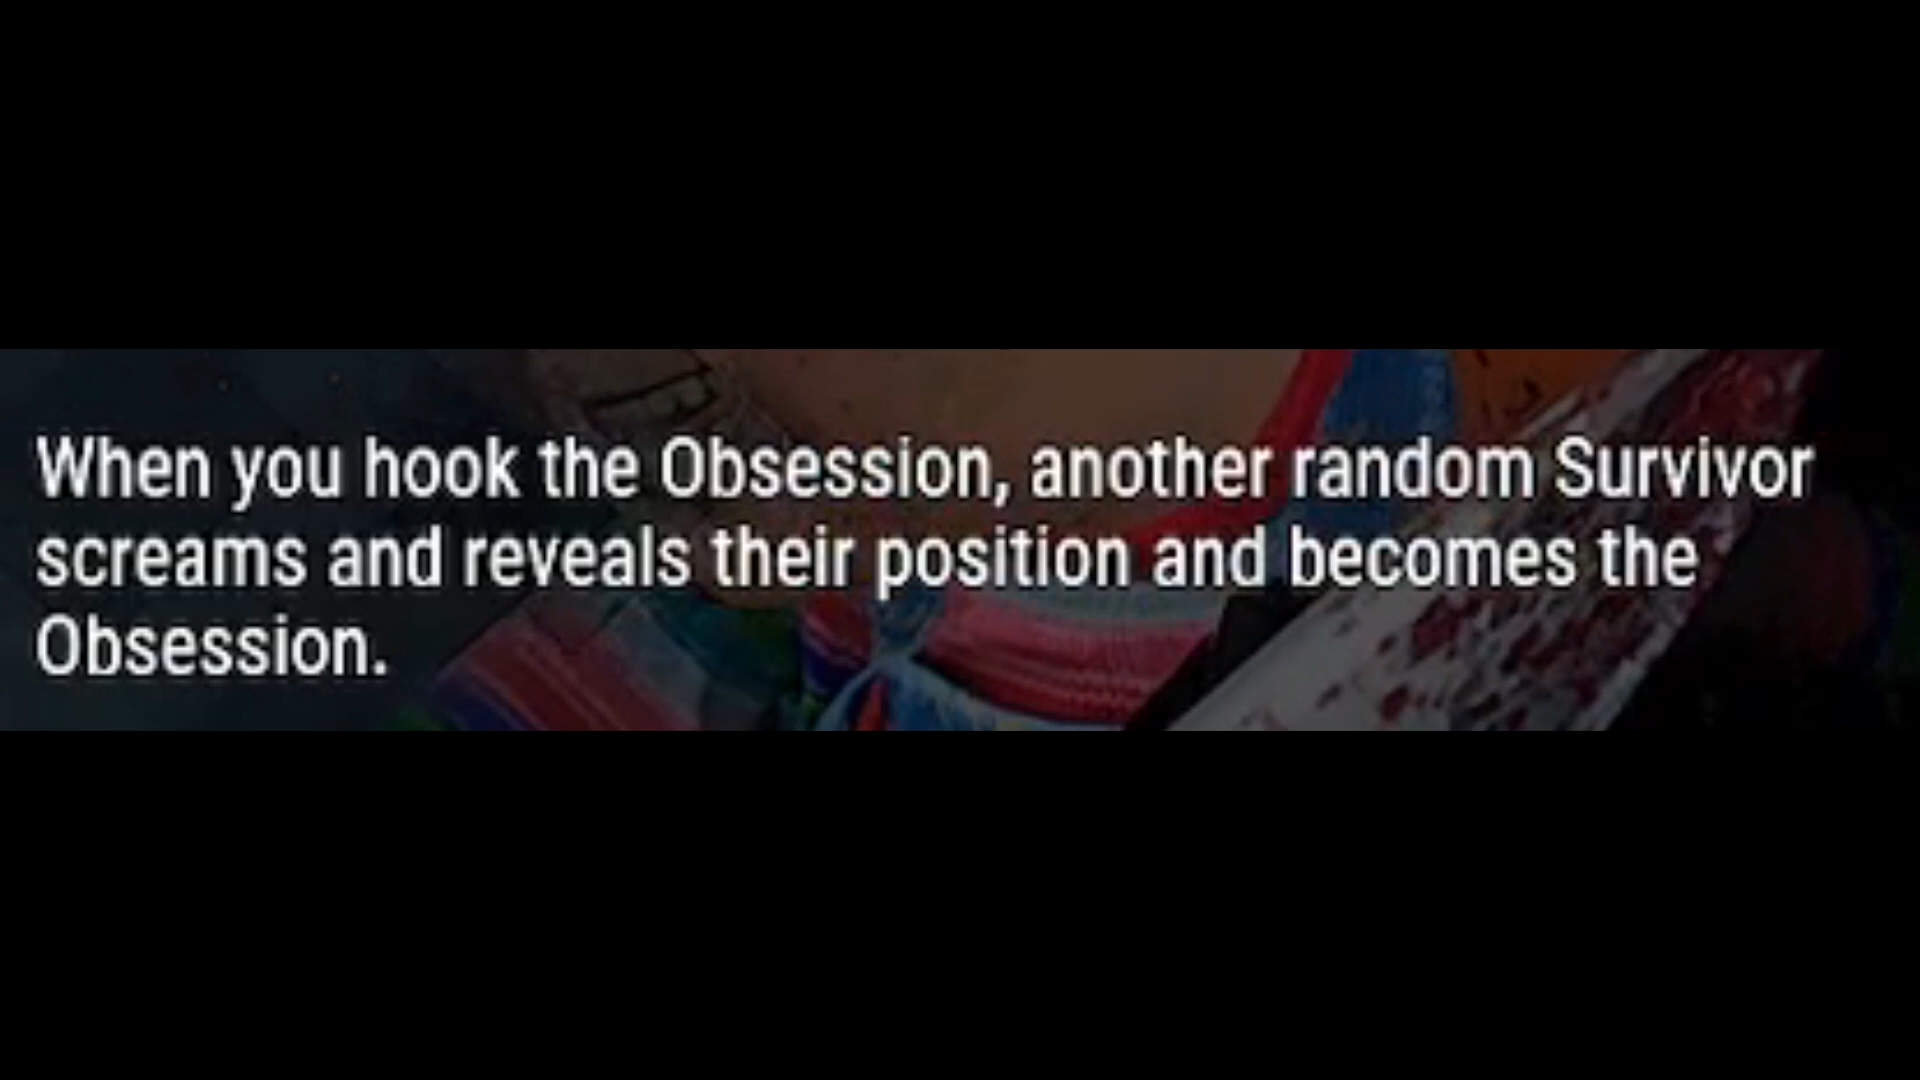 When you hook the Obsession, another random Survivor
screams and reveals their position and becomes the
Obsession.